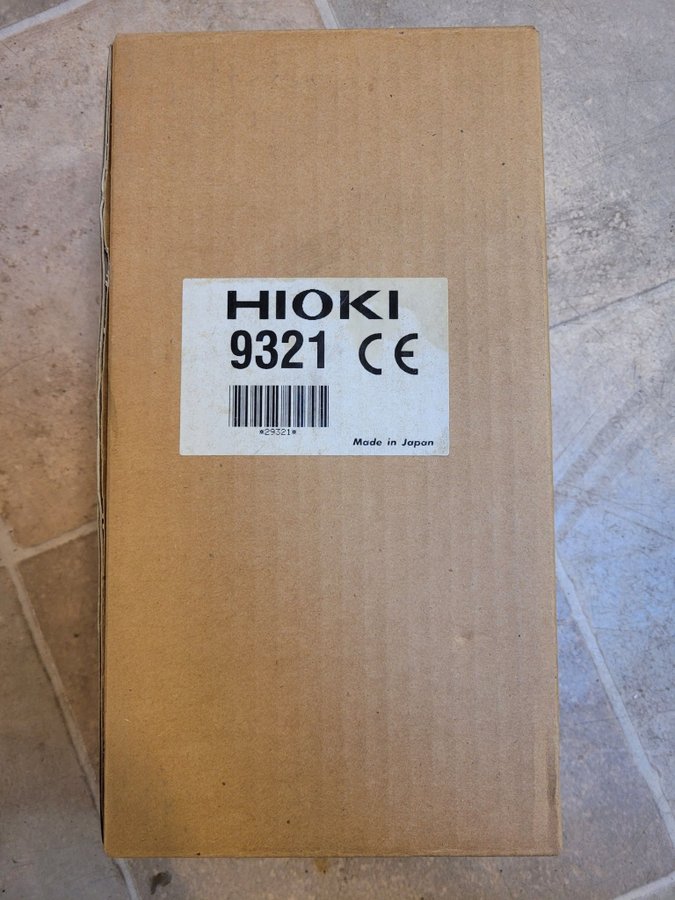 HIOKI
9321 CE
*29321*
Made in Japan